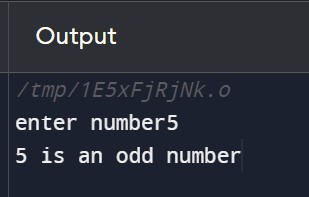 Output
/tmp/1E5xFjRjNk.o
enter number5
5 is an odd number